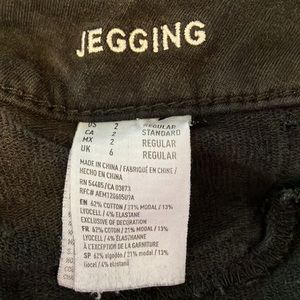 JEGGING
US 2 REGULAR
CA 2 STANDARD
MX 2 REGULAR
UK 6 REGULAR
MADE IN CHINA / FABRIQUÉ EN CHINE /
HECHO EN CHINA
RN 54485/CA 03873
EN 62% COTTON / 21% MODAL / 13%
LYOCELL / 4% ELASTANE
EXCLUSIVE OF DECORATION
FR 62% COTON / 21% MODAL / 13%
LYOCELL / 4% ÉLASTHANNE
À L'EXCEPTION DE LA GARNITURE
SP 62% algodón / 21% modal / 13%
liocel / 4% elastano